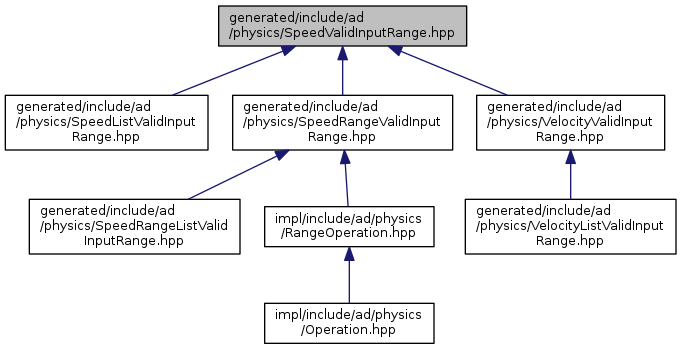 generated/include/ad
/physics/SpeedValidInputRange.hpp
generated/include/ad
/physics/SpeedListValidInput
Range.hpp
generated/include/ad
/physics/SpeedRangeValidInput
Range.hpp
generated/include/ad
/physics/VelocityValidInput
Range.hpp
generated/include/ad
/physics/SpeedRangeListValid
InputRange.hpp
impl/include/ad/physics
/RangeOperation.hpp
generated/include/ad
/physics/VelocityListValidInput
Range.hpp
impl/include/ad/physics
/Operation.hpp